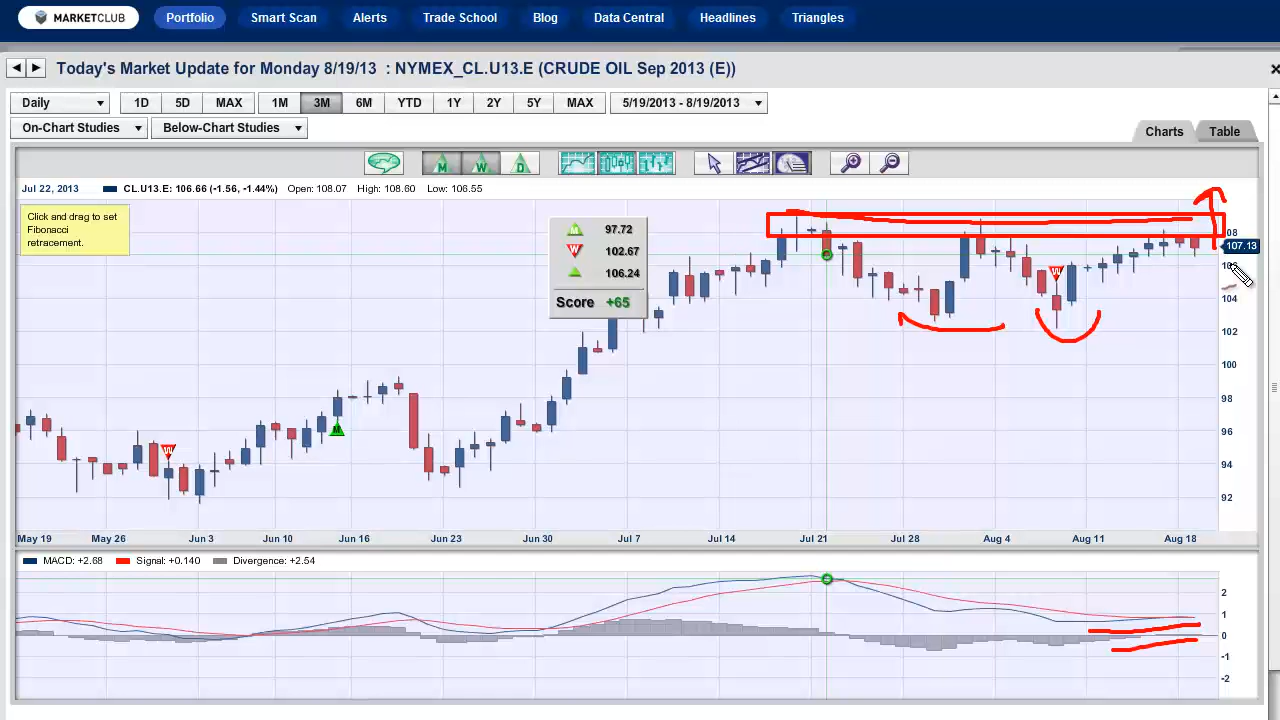 MARKETCLUB Portfolio Smart Scan Alerts Trade School Blog Data Central Headlines Triangles
Today's Market Update for Monday 8/19/13 : NYMEX_CL.U13.E (CRUDE OIL Sep 2013 (E))
Daily 1D 5D MAX 1M 3M 6M YTD 1Y 2Y 5Y MAX 5/19/2013 - 8/19/2013
On-Chart Studies Below-Chart Studies Charts Table
M W D
Jul 22, 2013 CL.U13.E: 106.66 (-1.56, -1.44%) Open: 108.07 High: 108.60 Low: 106.55
Click and drag to set
Fibonacci
retracement.
M 97.72
W 102.67
106.24
Score +65
08
107.13
106
104
102
100
98
96
94
92
W
M
W
May 19 May 26 Jun 3 Jun 10 Jun 16 Jun 23 Jun 30 Jul 7 Jul 14 Jul 21 Jul 28 Aug 4 Aug 11 Aug 18
MACD: +2.68 Signal: +0.140 Divergence: +2.54
2
1
0
-1
-2